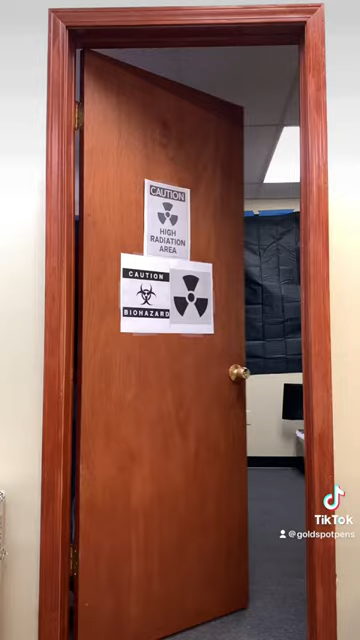 CAUTION
HIGH
RADIATION
AREA
CAUTION
BIOHAZARD
TikTok
@goldspotpens